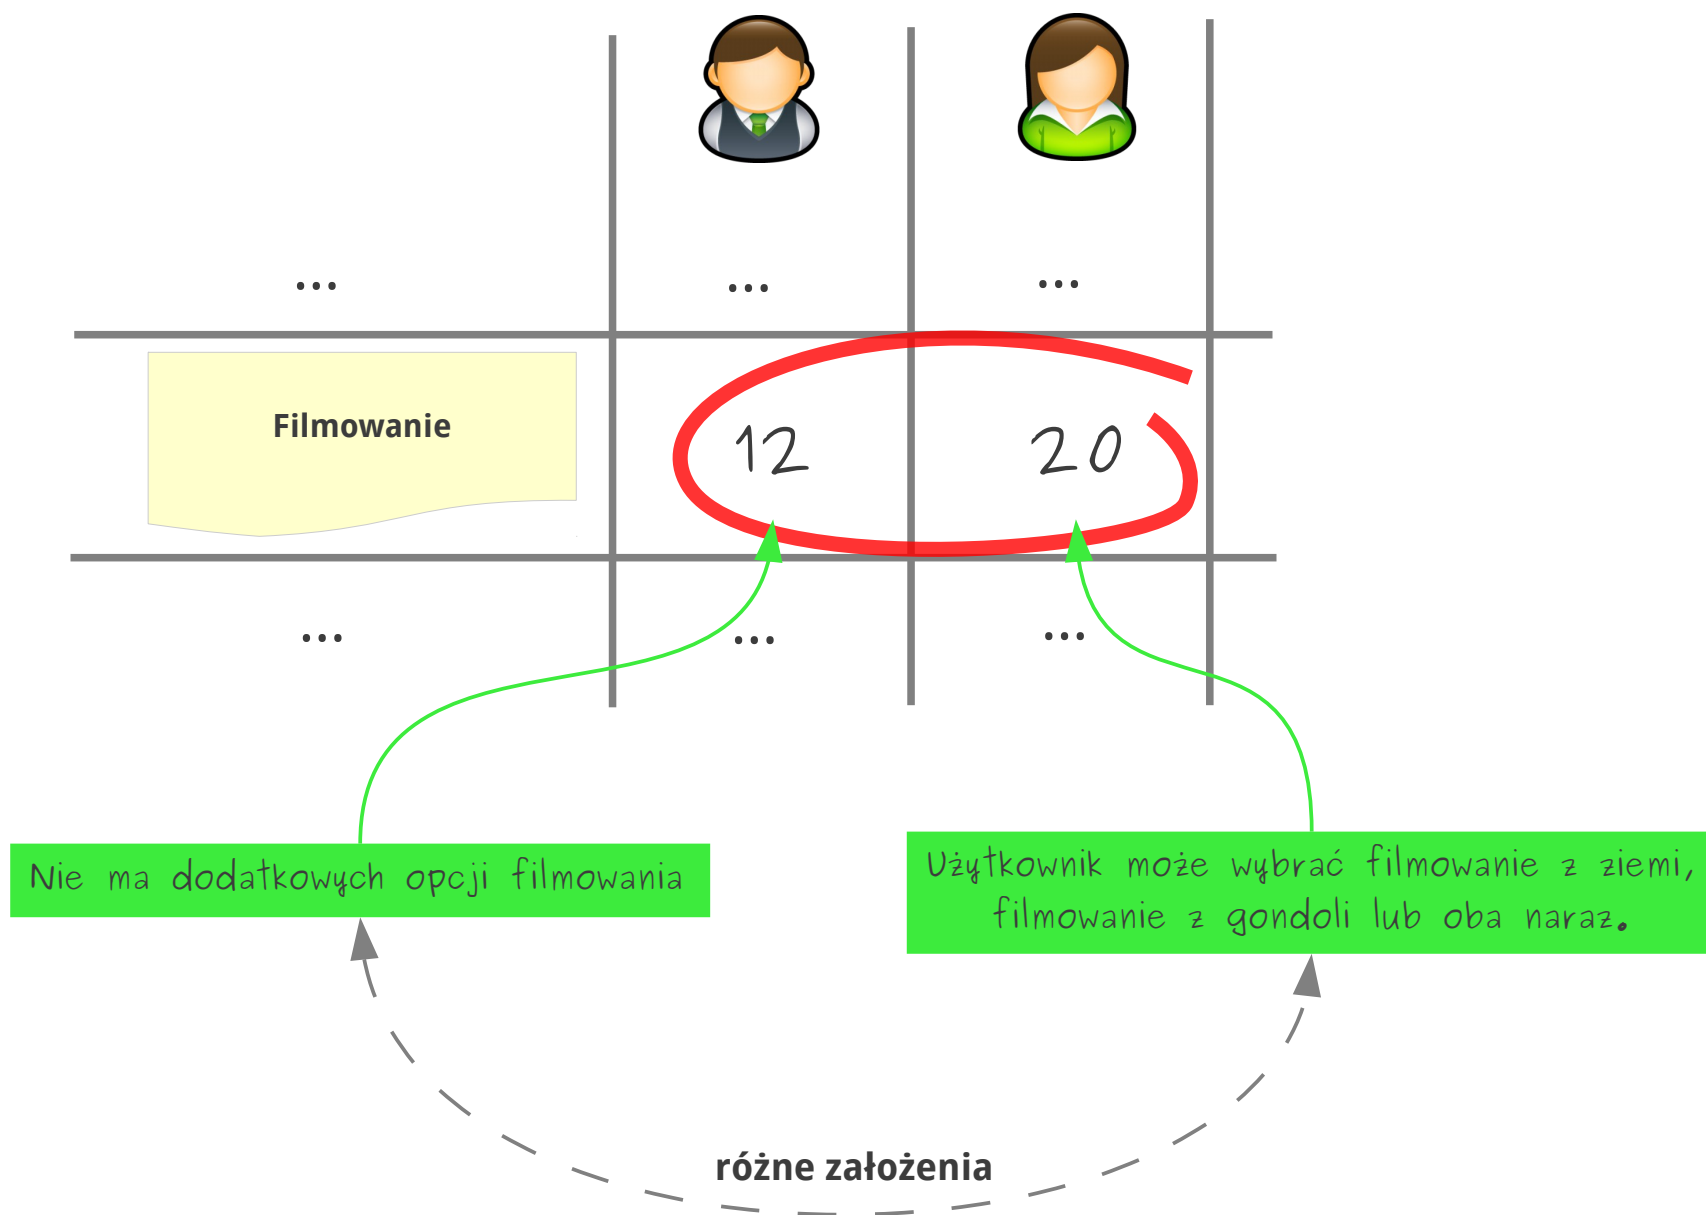 ... ... ...
Filmowanie 12 20
... ... ...
Nie ma dodatkowych opcji filmowania
Użytkownik może wybrać filmowanie z ziemi,
filmowanie z gondoli lub oba naraz.
różne założenia